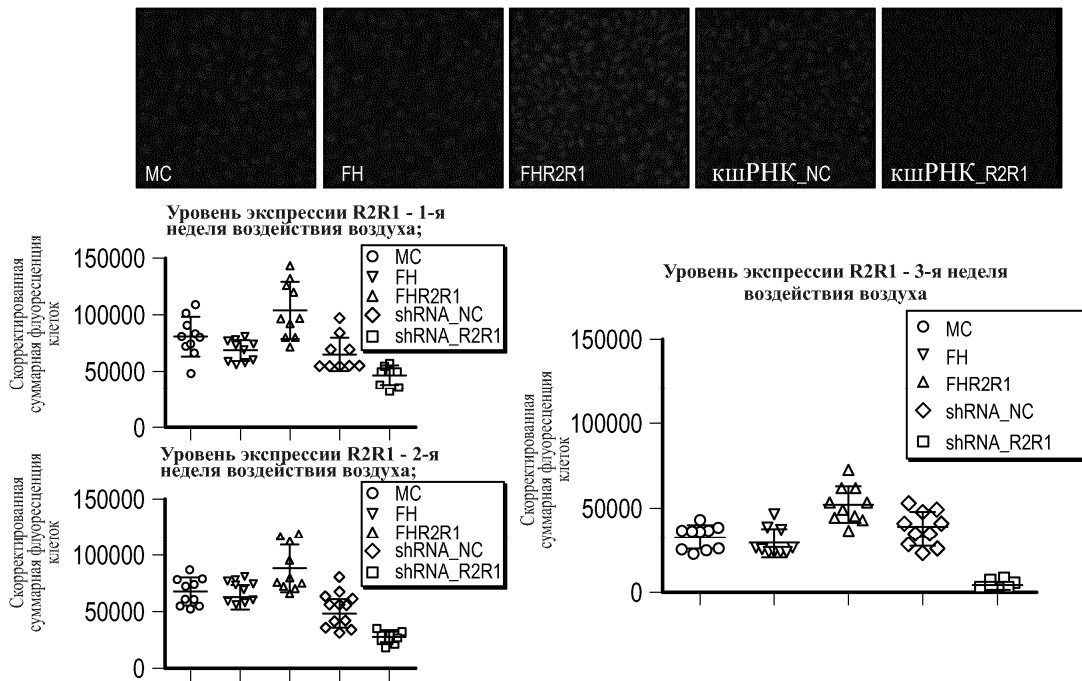 MC
FH
FHR2R1
кшРНК_NC
кшРНК_R2R1
Уровень экспрессии R2R1 - 1-я
неделя воздействия воздуха;
Скорректированная
суммарная флуоресценция
клеток
150000
100000
50000
0
MC
FH
FHR2R1
shRNA_NC
shRNA_R2R1
Уровень экспрессии R2R1 - 2-я
неделя воздействия воздуха;
Скорректированная
суммарная флуоресценция
клеток
150000
100000
50000
0
MC
FH
FHR2R1
shRNA_NC
shRNA_R2R1
Уровень экспрессии R2R1 - 3-я неделя
воздействия воздуха
Скорректированная
суммарная флуоресценция
клеток
150000
100000
50000
0
MC
FH
FHR2R1
shRNA_NC
shRNA_R2R1